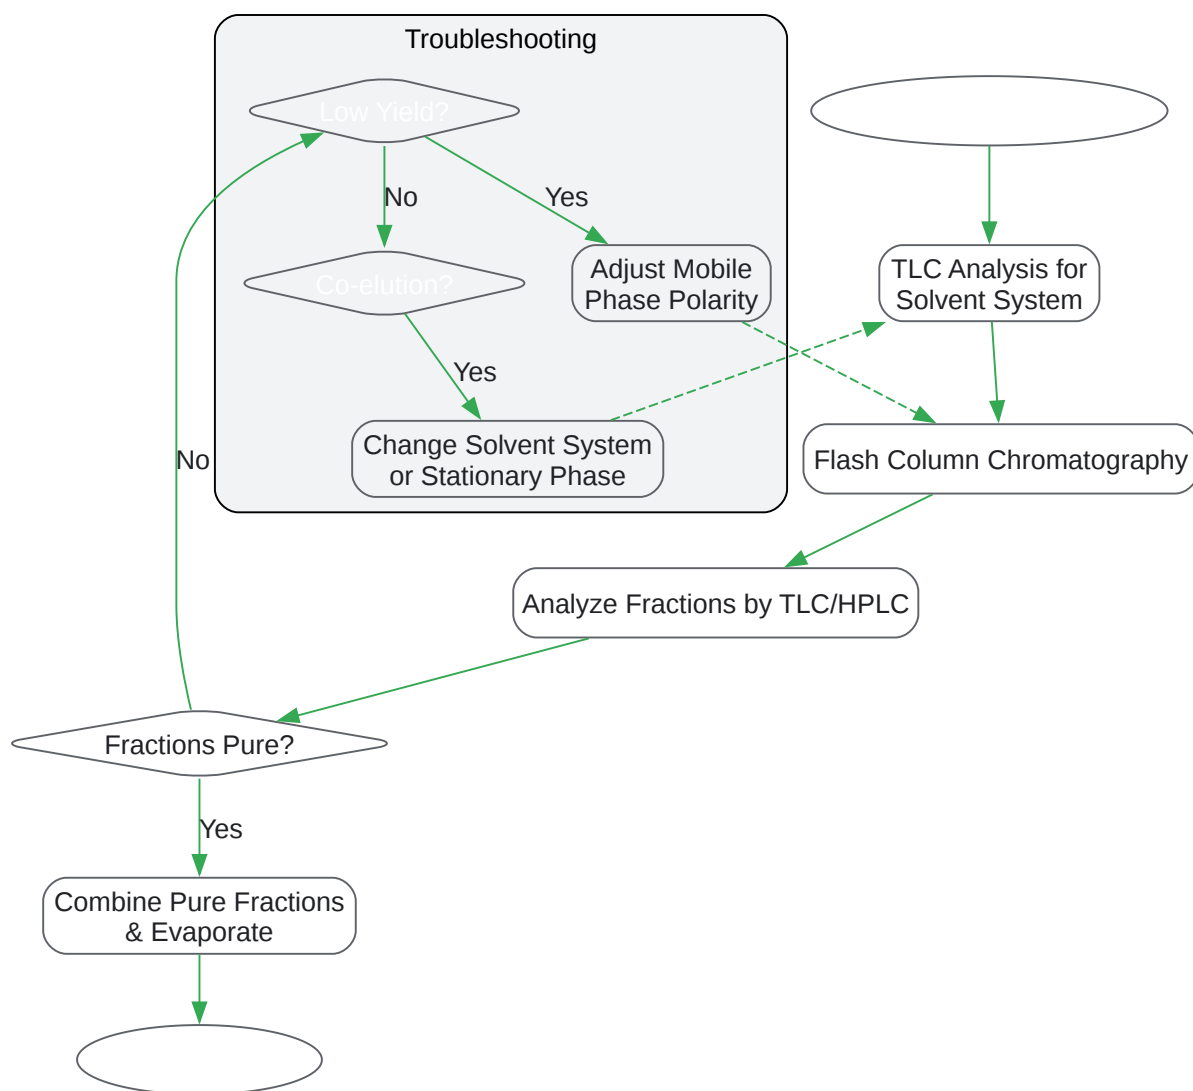 Troubleshooting
Low Yield?
No
Yes
Co-elution?
Adjust Mobile
Phase Polarity
TLC Analysis for
Solvent System
Yes
Change Solvent System
or Stationary Phase
Flash Column Chromatography
No
Analyze Fractions by TLC/HPLC
Fractions Pure?
Yes
Combine Pure Fractions
& Evaporate